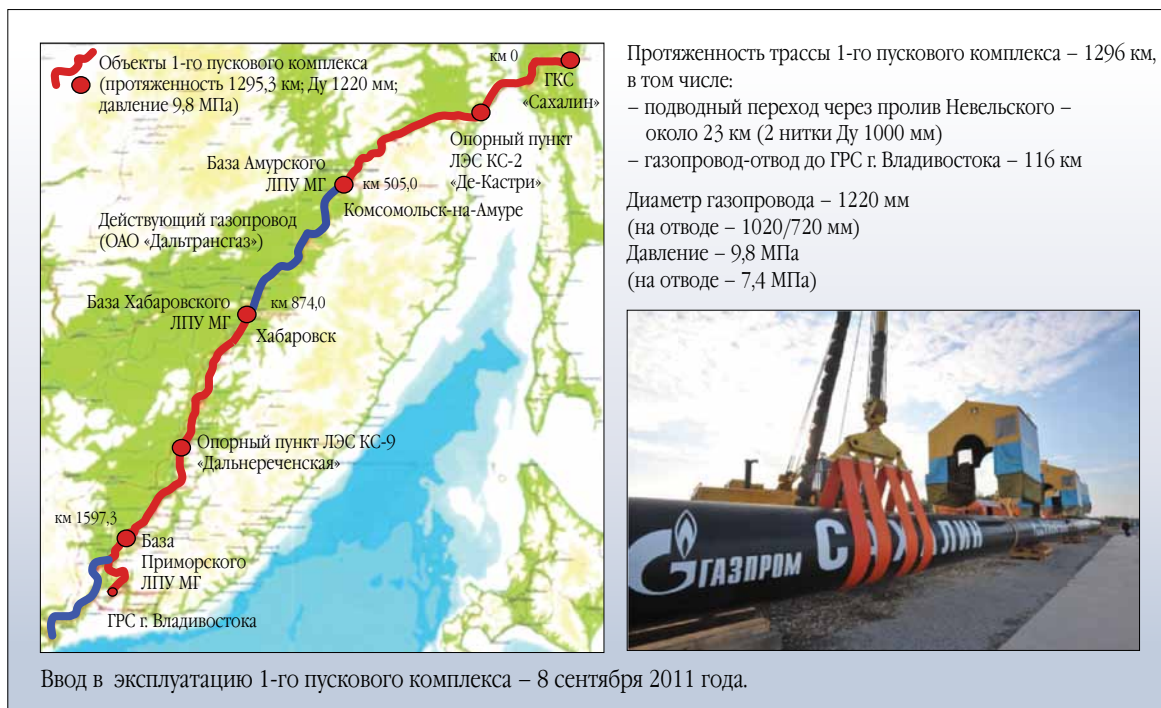 Объекты 1-го пускового комплекса
(протяженность 1295,3 км; Ду 1220 мм;
давление 9,8 МПа)
км 0
ГКС
«Сахалин»
Опорный пункт
ЛЭС КС-2
«Де-Кастри»
База Амурского
ЛПУ МГ
км 505,0
Комсомольск-на-Амуре
Действующий газопровод
(ОАО «Дальтрансгаз»)
База Хабаровского
ЛПУ МГ
км 874,0
Хабаровск
Опорный пункт ЛЭС КС-9
«Дальнереченская»
км 1597,3
База
Приморского
ЛПУ МГ
ГРС г. Владивостока
Протяженность трассы 1-го пускового комплекса – 1296 км,
в том числе:
– подводный переход через пролив Невельского –
около 23 км (2 нитки Ду 1000 мм)
– газопровод-отвод до ГРС г. Владивостока – 116 км
Диаметр газопровода – 1220 мм
(на отводе – 1020/720 мм)
Давление – 9,8 МПа
(на отводе – 7,4 МПа)
ГАЗПРОМ САХАЛИН
Ввод в эксплуатацию 1-го пускового комплекса – 8 сентября 2011 года.